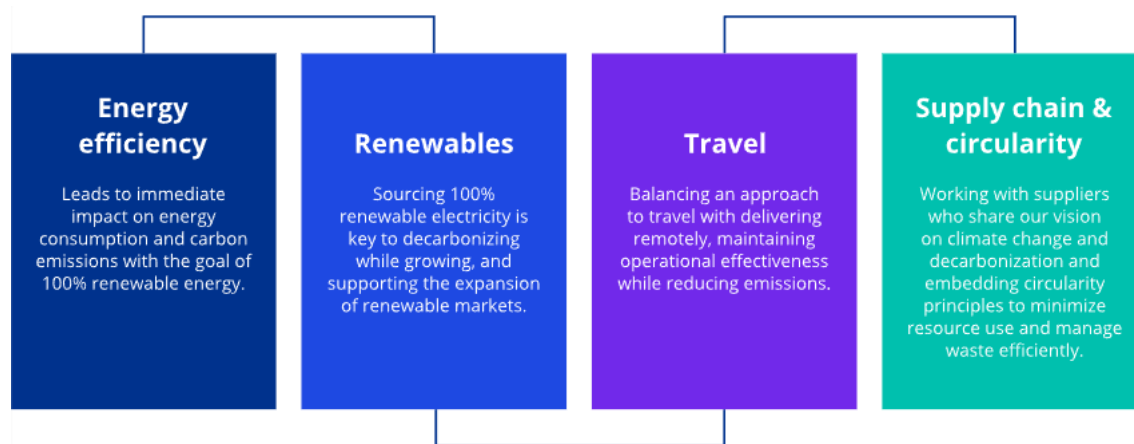 Energy
efficiency
Leads to immediate
impact on energy
consumption and carbon
emissions with the goal of
100% renewable energy.
Renewables
Sourcing 100%
renewable electricity is
key to decarbonizing
while growing, and
supporting the expansion
of renewable markets.
Travel
Balancing an approach
to travel with delivering
remotely, maintaining
operational effectiveness
while reducing emissions.
Supply chain &
circularity
Working with suppliers
who share our vision
on climate change and
decarbonization and
embedding circularity
principles to minimize
resource use and manage
waste efficiently.